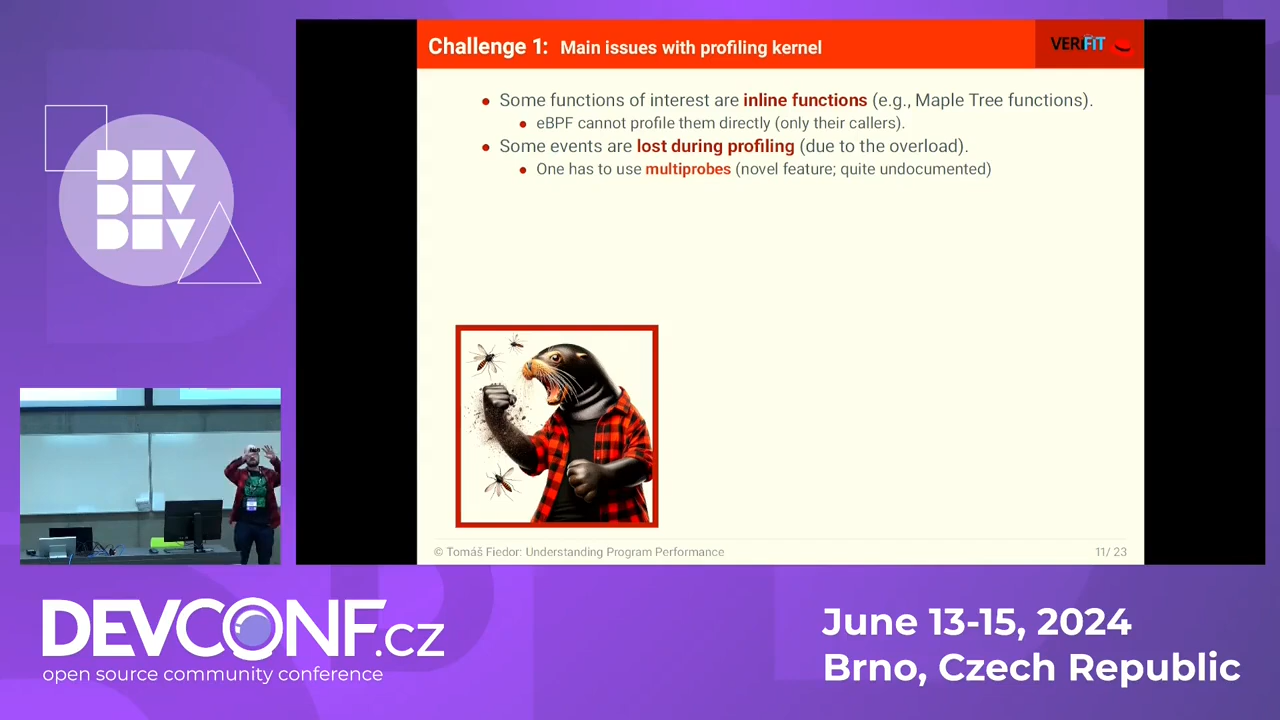 Challenge 1: Main issues with profiling kernel
VERIFIT
Some functions of interest are inline functions (e.g., Maple Tree functions).
eBPF cannot profile them directly (only their callers).
Some events are lost during profiling (due to the overload).
One has to use multiprobes (novel feature; quite undocumented)
© Tomáš Fiedor: Understanding Program Performance
11/ 23
DEV
DEV
DEV
DEVCONF.cz
open source community conference
June 13-15, 2024
Brno, Czech Republic